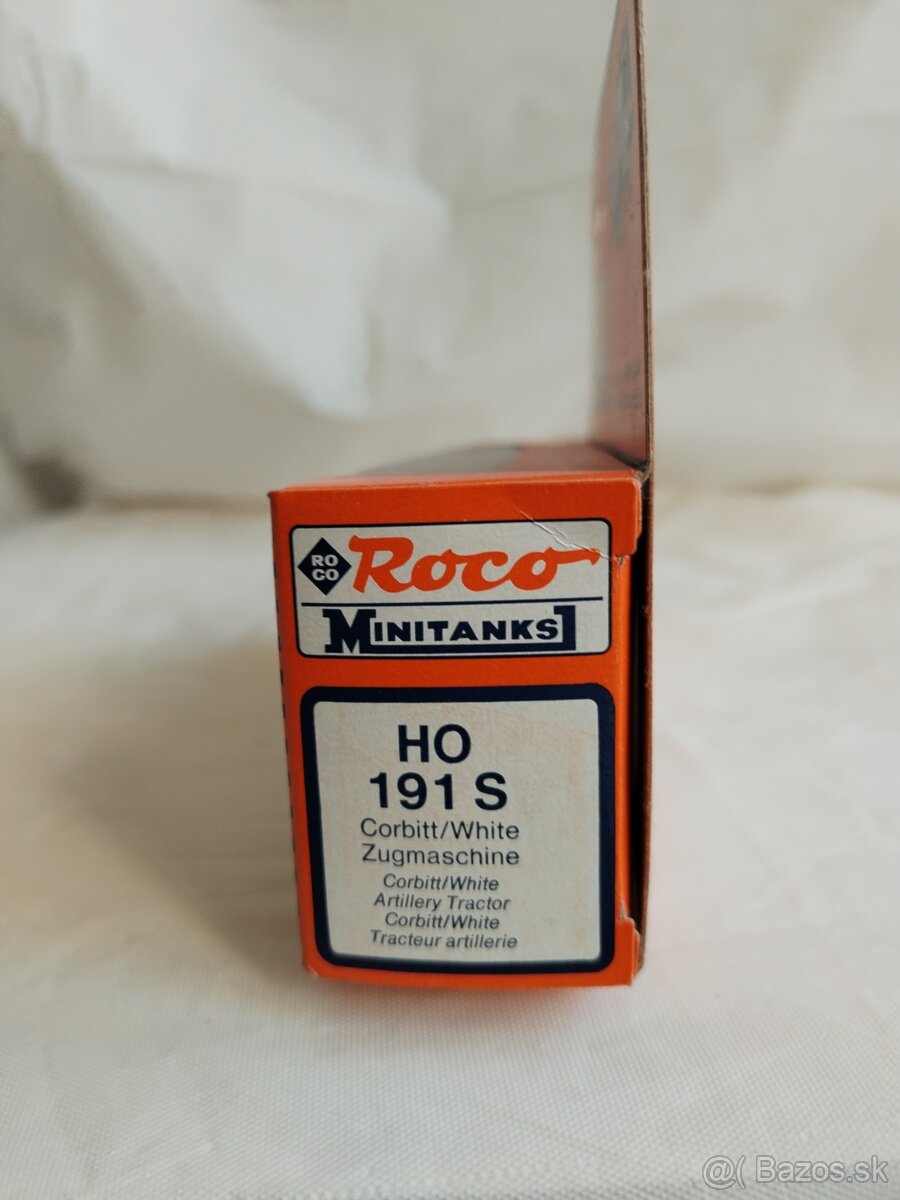 RO
CO
Roco
MINITANKS
HO
191 S
Corbitt/White
Zugmaschine
Corbitt/White
Artillery Tractor
Corbitt/White
Tracteur artillerie
@( Bazos.sk